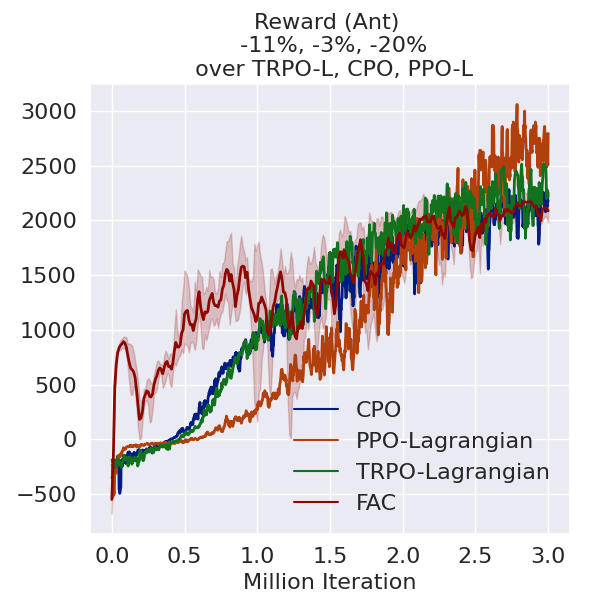 Reward (Ant)
-11%, -3%, -20%
over TRPO-L, CPO, PPO-L
3000
2500
2000
1500
1000
500
0
−500
CPO
PPO-Lagrangian
TRPO-Lagrangian
FAC
0.0 0.5 1.0 1.5 2.0 2.5 3.0
Million Iteration